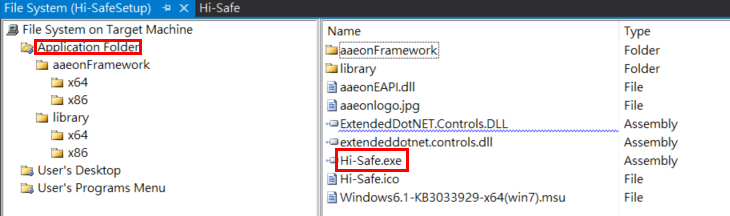 File System (Hi-SafeSetup)
Hi-Safe
File System on Target Machine
Application Folder
aaeonFramework
x64
x86
library
x64
x86
User's Desktop
User's Programs Menu
Name Type
aaeonFramework Folder
library Folder
aaeonEAPI.dll File
aaeonlogo.jpg File
ExtendedDotNET.Controls.DLL Assembly
extendeddotnet.controls.dll Assembly
Hi-Safe.exe Assembly
Hi-Safe.ico File
Windows6.1-KB3033929-x64(win7).msu File